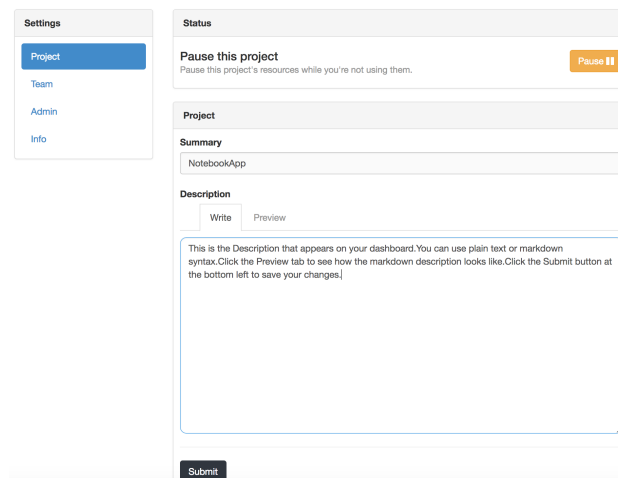 Settings
Project
Team
Admin
Info
Status
Pause this project
Pause this project's resources while you're not using them.
Pause
Project
Summary
NotebookApp
Description
Write
Preview
This is the Description that appears on your dashboard.You can use plain text or markdown
syntax.Click the Preview tab to see how the markdown description looks like.Click the Submit button at
the bottom left to save your changes.
Submit